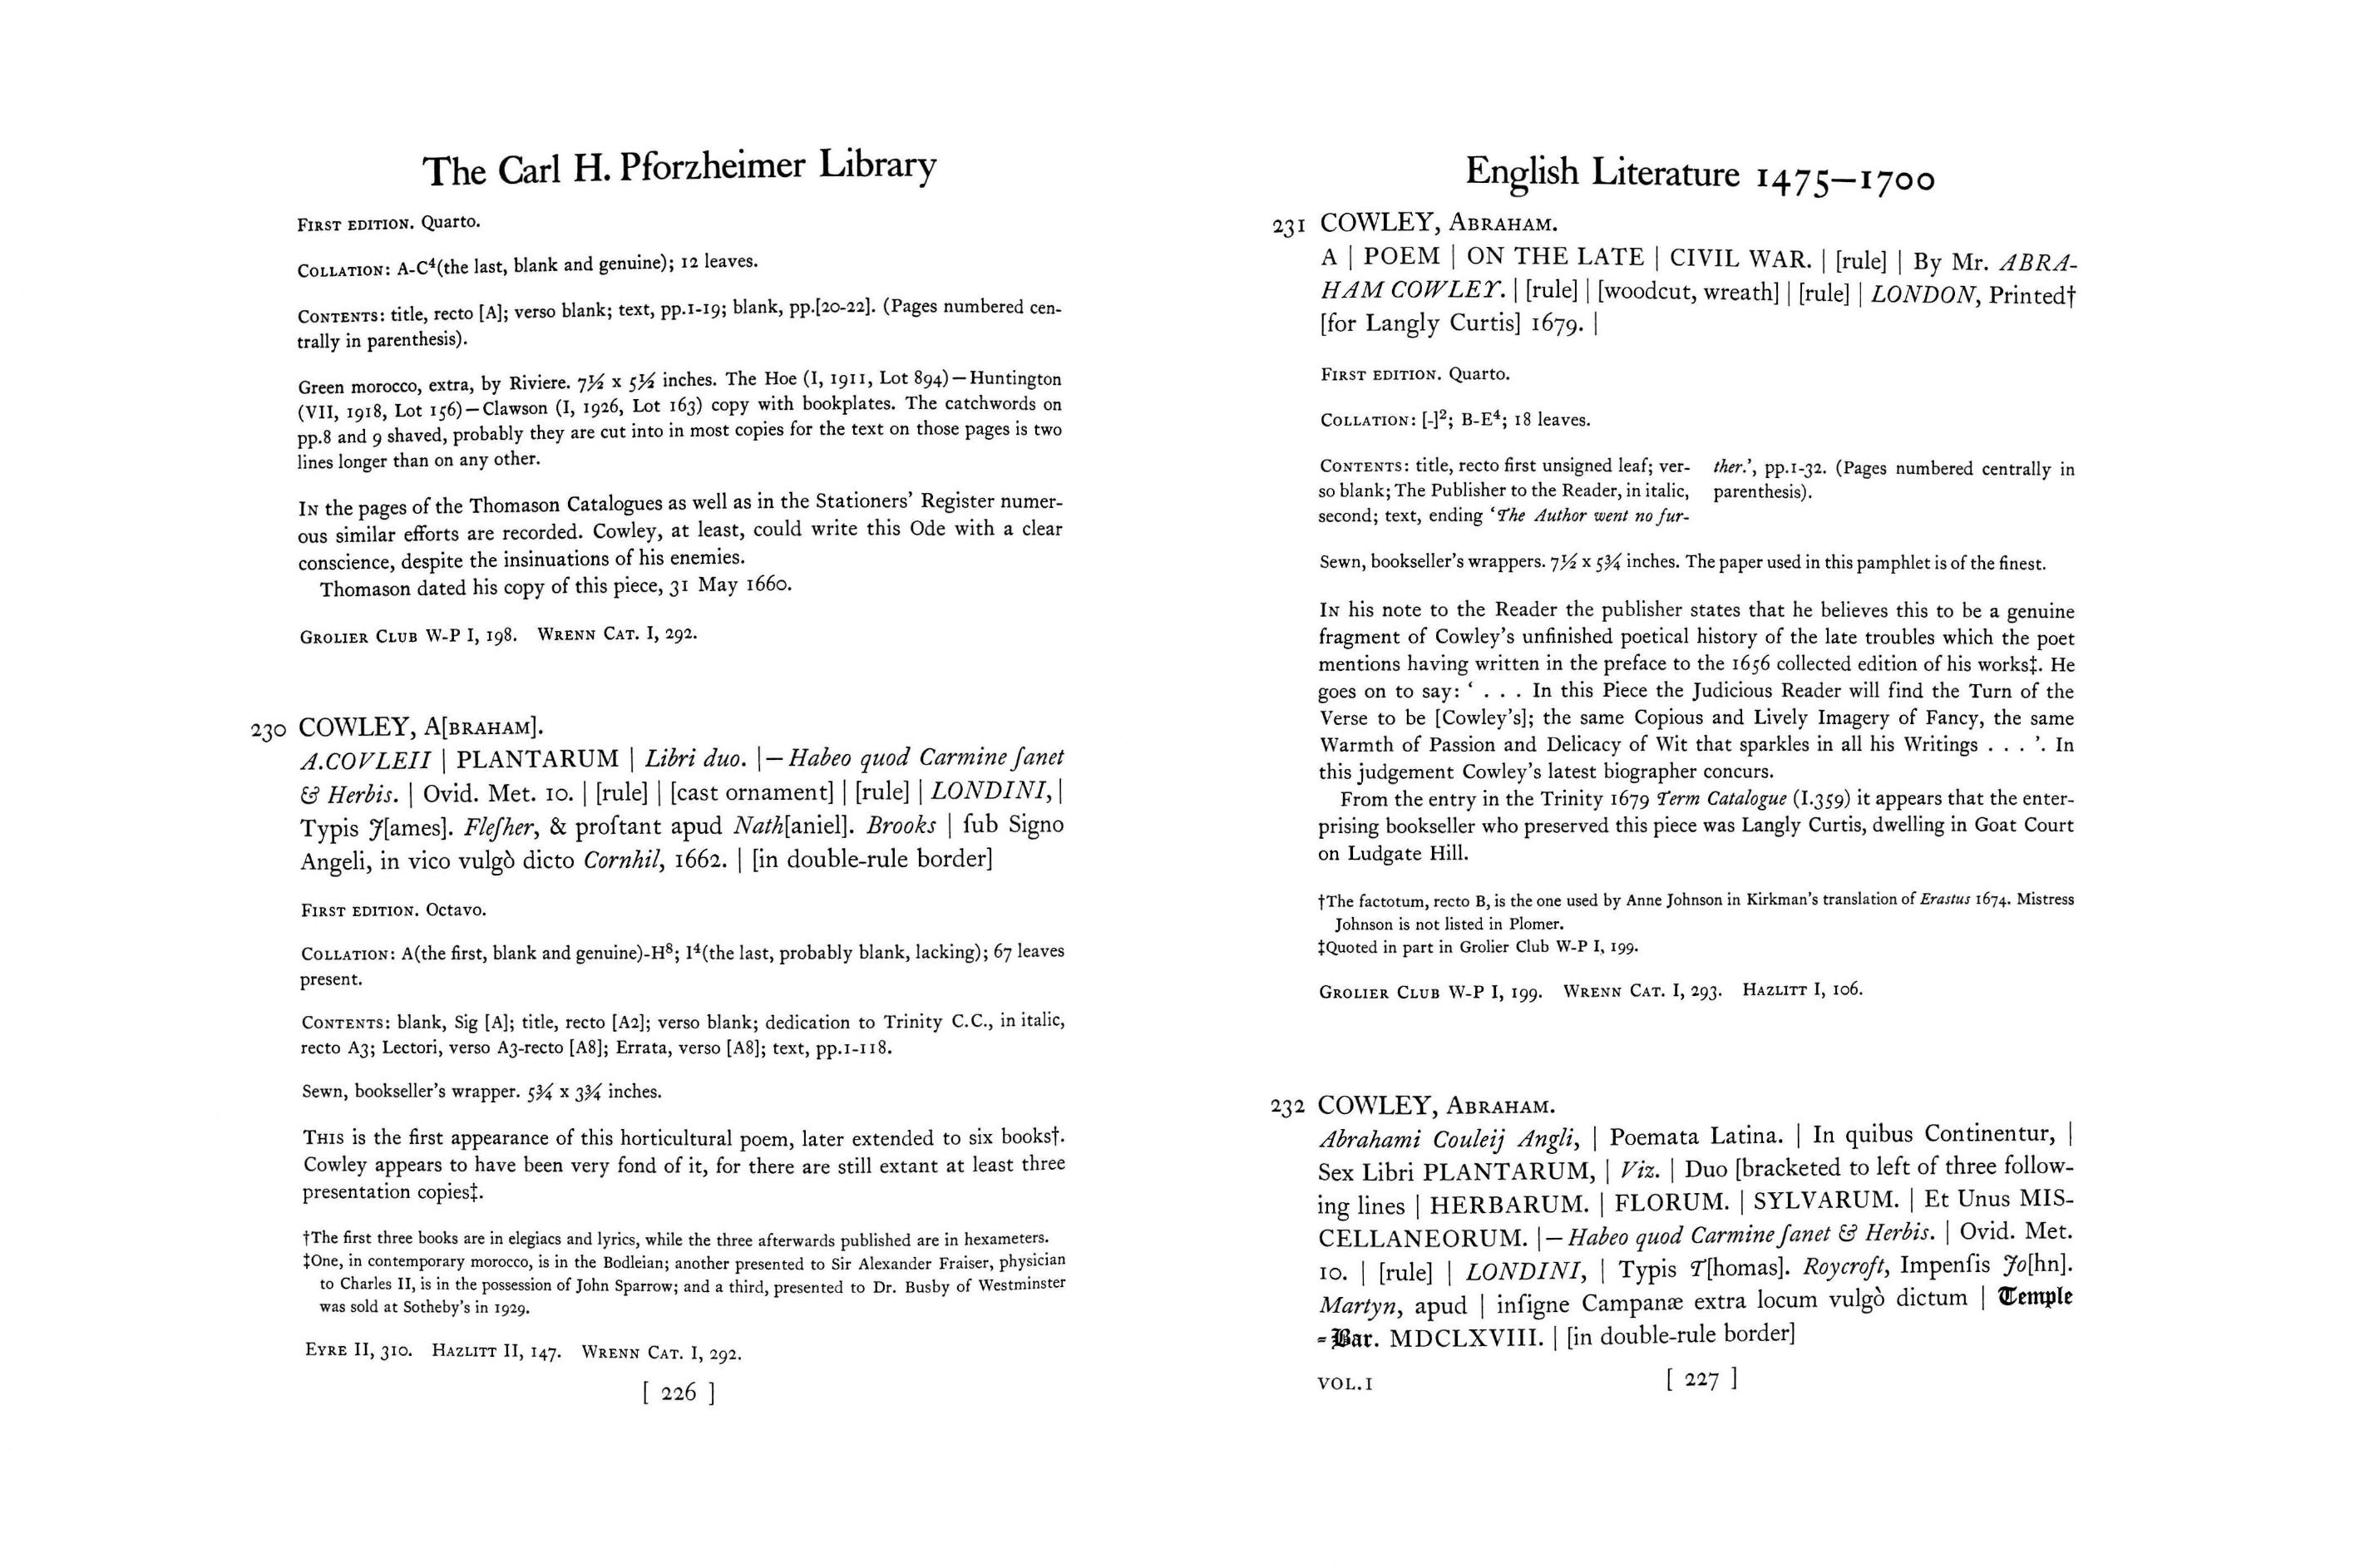 The Carl H. Pforzheimer Library
FIRST EDITION. Quarto.
COLLATION: A-C⁴(the last, blank and genuine); 12 leaves.
CONTENTS: title, recto [A]; verso blank; text, pp.1-19; blank, pp.[20-22]. (Pages numbered cen-
trally in parenthesis).
Green morocco, extra, by Riviere. 7½ x 5½ inches. The Hoe (I, 1911, Lot 894)—Huntington
(VII, 1918, Lot 156)—Clawson (I, 1926, Lot 163) copy with bookplates. The catchwords on
pp.8 and 9 shaved, probably they are cut into in most copies for the text on those pages is two
lines longer than on any other.
IN the pages of the Thomason Catalogues as well as in the Stationers' Register numer-
ous similar efforts are recorded. Cowley, at least, could write this Ode with a clear
conscience, despite the insinuations of his enemies.
Thomason dated his copy of this piece, 31 May 1660.
GROLIER CLUB W-P I, 198. WRENN CAT. I, 292.
230 COWLEY, A[BRAHAM].
A.COVLEII | PLANTARUM | Libri duo. |—Habeo quod Carmine ſanet
& Herbis. | Ovid. Met. 10. | [rule] | [cast ornament] | [rule] | LONDINI, |
Typis J[ames]. Fleſher, & proſtant apud Nath[aniel]. Brooks | ſub Signo
Angeli, in vico vulgò dicto Cornhil, 1662. | [in double-rule border]
FIRST EDITION. Octavo.
COLLATION: A(the first, blank and genuine)-H⁸; I⁴(the last, probably blank, lacking); 67 leaves
present.
CONTENTS: blank, Sig [A]; title, recto [A2]; verso blank; dedication to Trinity C.C., in italic,
recto A3; Lectori, verso A3-recto [A8]; Errata, verso [A8]; text, pp.1-118.
Sewn, bookseller's wrapper. 5¾ x 3¾ inches.
THIS is the first appearance of this horticultural poem, later extended to six books†.
Cowley appears to have been very fond of it, for there are still extant at least three
presentation copies‡.
†The first three books are in elegiacs and lyrics, while the three afterwards published are in hexameters.
‡One, in contemporary morocco, is in the Bodleian; another presented to Sir Alexander Fraiser, physician
to Charles II, is in the possession of John Sparrow; and a third, presented to Dr. Busby of Westminster
was sold at Sotheby's in 1929.
EYRE II, 310. HAZLITT II, 147. WRENN CAT. I, 292.
[ 226 ]
English Literature 1475—1700
231 COWLEY, ABRAHAM.
A | POEM | ON THE LATE | CIVIL WAR. | [rule] | By Mr. ABRA-
HAM COWLEY. | [rule] | [woodcut, wreath] | [rule] | LONDON, Printed†
[for Langly Curtis] 1679. |
FIRST EDITION. Quarto.
COLLATION: [-]²; B-E⁴; 18 leaves.
CONTENTS: title, recto first unsigned leaf; ver-
so blank; The Publisher to the Reader, in italic,
second; text, ending 'The Author went no fur-
ther.', pp.1-32. (Pages numbered centrally in
parenthesis).
Sewn, bookseller's wrappers. 7½ x 5¾ inches. The paper used in this pamphlet is of the finest.
IN his note to the Reader the publisher states that he believes this to be a genuine
fragment of Cowley's unfinished poetical history of the late troubles which the poet
mentions having written in the preface to the 1656 collected edition of his works‡. He
goes on to say: ' . . . In this Piece the Judicious Reader will find the Turn of the
Verse to be [Cowley's]; the same Copious and Lively Imagery of Fancy, the same
Warmth of Passion and Delicacy of Wit that sparkles in all his Writings . . . '. In
this judgement Cowley's latest biographer concurs.
From the entry in the Trinity 1679 Term Catalogue (I.359) it appears that the enter-
prising bookseller who preserved this piece was Langly Curtis, dwelling in Goat Court
on Ludgate Hill.
†The factotum, recto B, is the one used by Anne Johnson in Kirkman's translation of Erastus 1674. Mistress
Johnson is not listed in Plomer.
‡Quoted in part in Grolier Club W-P I, 199.
GROLIER CLUB W-P I, 199. WRENN CAT. I, 293. HAZLITT I, 106.
232 COWLEY, ABRAHAM.
Abrahami Couleij Angli, | Poemata Latina. | In quibus Continentur, |
Sex Libri PLANTARUM, | Viz. | Duo [bracketed to left of three follow-
ing lines | HERBARUM. | FLORUM. | SYLVARUM. | Et Unus MIS-
CELLANEORUM. |—Habeo quod Carmine ſanet & Herbis. | Ovid. Met.
10. | [rule] | LONDINI, | Typis T[homas]. Roycroft, Impenſis Jo[hn].
Martyn, apud | inſigne Campanæ extra locum vulgò dictum | Temple
=Bar. MDCLXVIII. | [in double-rule border]
VOL.I
[ 227 ]